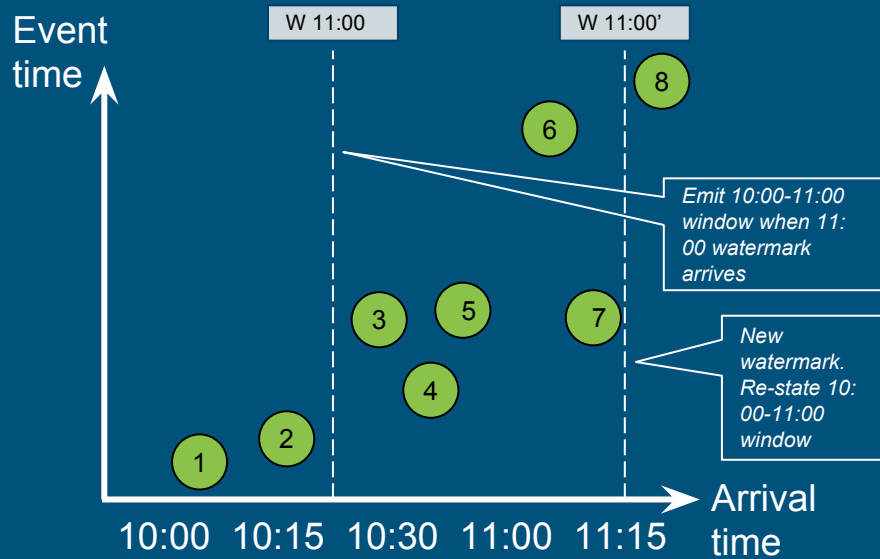 W 11:00
W 11:00’
Event
time
8
6
Emit 10:00-11:00
window when 11:
00 watermark
arrives
3
5
7
4
New
watermark.
Re-state 10:
00-11:00
window
2
1
Arrival
time
10:00 10:15 10:30 11:00 11:15